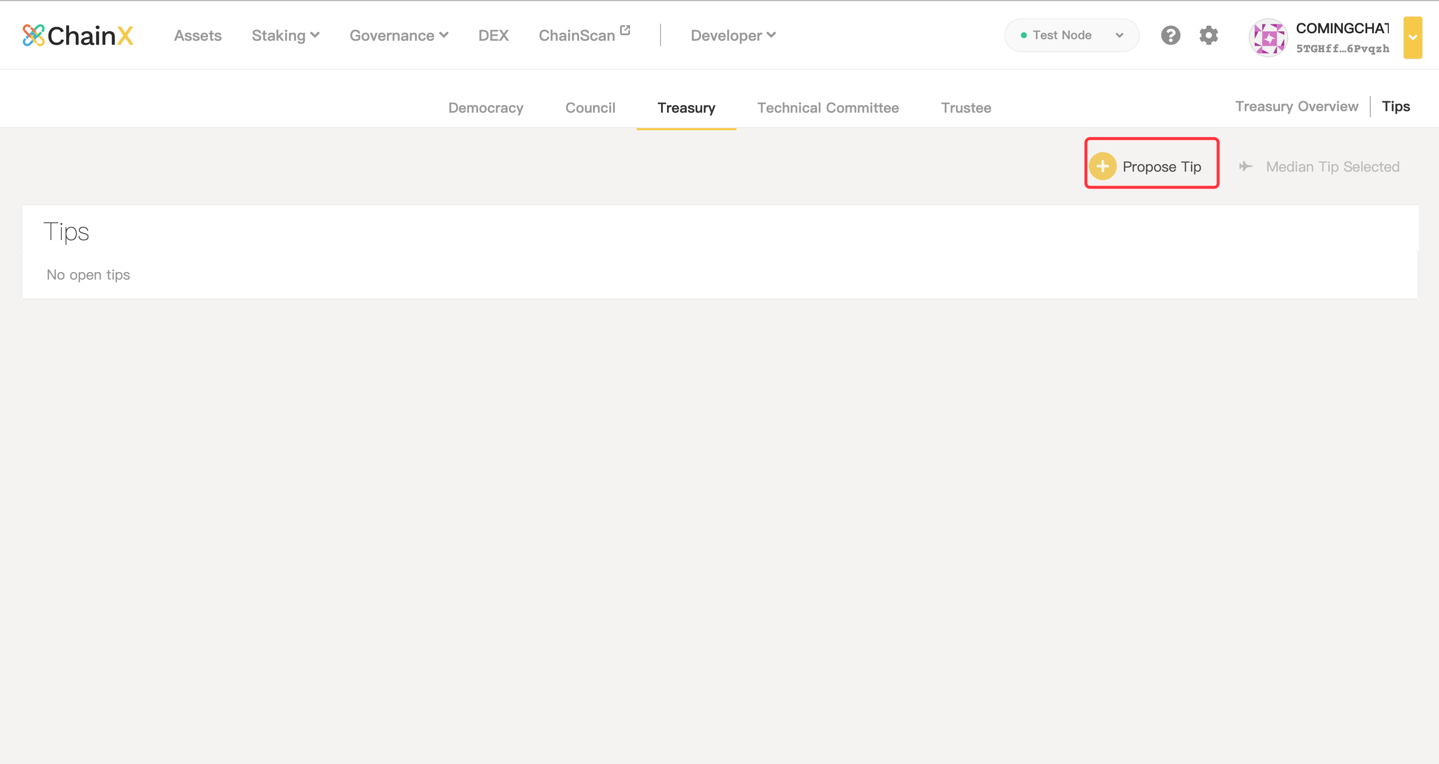 ChainX Assets Staking Governance DEX ChainScan Developer Test Node COMINGCHAT
5TGHff…6Pvqzh
Democracy Council Treasury Technical Committee Trustee Treasury Overview Tips
Propose Tip Median Tip Selected
Tips
No open tips